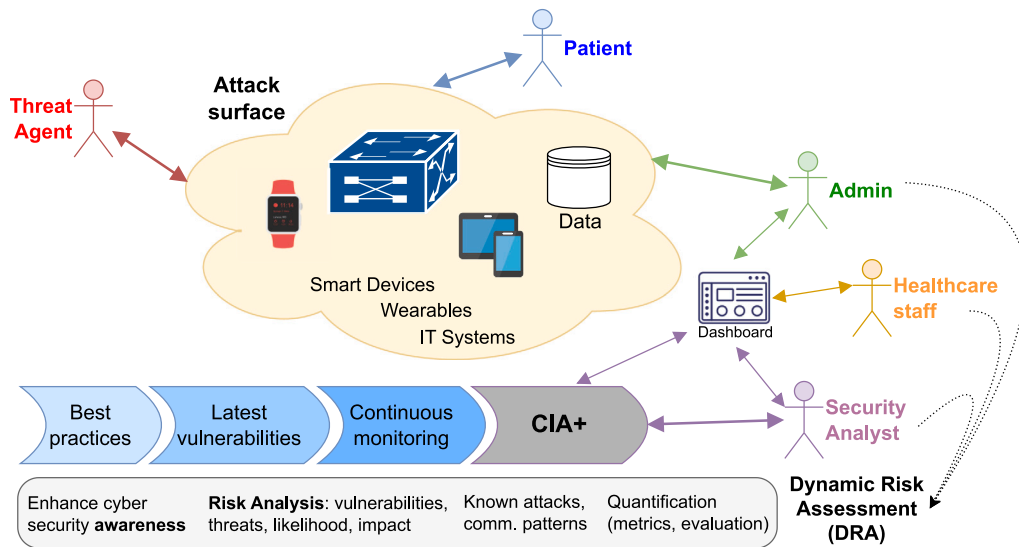 Patient
Attack
surface
Threat
Agent
Admin
Data
Smart Devices
Wearables
IT Systems
Healthcare
staff
Dashboard
Best
practices
Latest
vulnerabilities
Continuous
monitoring
CIA+
Security
Analyst
Enhance cyber
security awareness
Risk Analysis: vulnerabilities,
threats, likelihood, impact
Known attacks,
comm. patterns
Quantification
(metrics, evaluation)
Dynamic Risk
Assessment
(DRA)